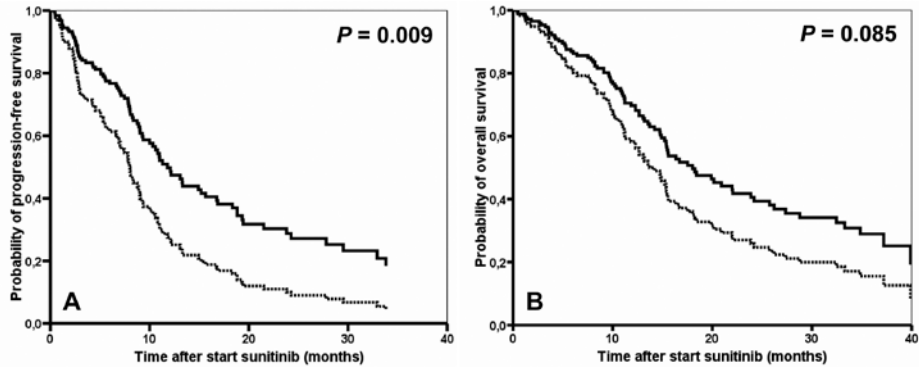 P = 0.009
Probability of progression-free survival
1,0
0,8
0,6
0,4
0,2
0,0
A
0
10
20
30
40
Time after start sunitinib (months)
P = 0.085
Probability of overall survival
1,0
0,8
0,6
0,4
0,2
0,0
B
0
10
20
30
40
Time after start sunitinib (months)